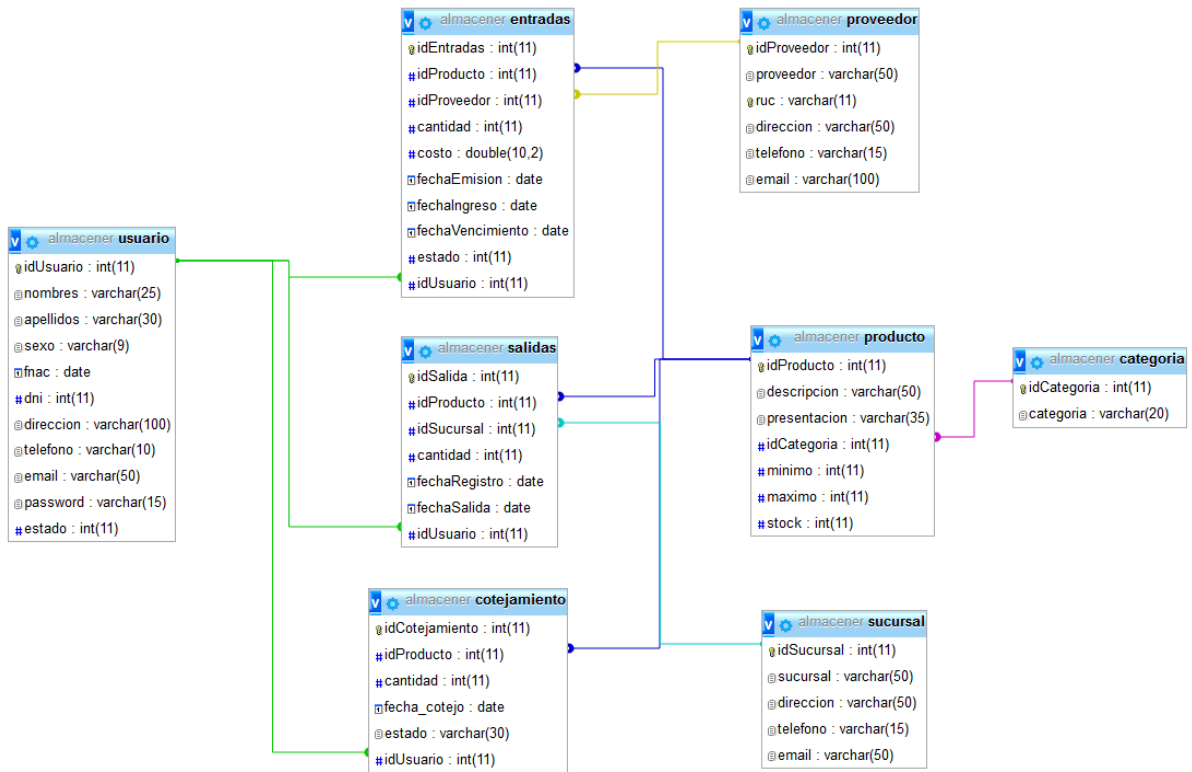 almacener usuario
idUsuario : int(11)
nombres : varchar(25)
apellidos : varchar(30)
sexo : varchar(9)
fnac : date
dni : int(11)
direccion : varchar(100)
telefono : varchar(10)
email : varchar(50)
password : varchar(15)
estado : int(11)
almacener entradas
idEntradas : int(11)
idProducto : int(11)
idProveedor : int(11)
cantidad : int(11)
costo : double(10,2)
fechaEmision : date
fechaIngreso : date
fechaVencimiento : date
estado : int(11)
idUsuario : int(11)
almacener salidas
idSalida : int(11)
idProducto : int(11)
idSucursal : int(11)
cantidad : int(11)
fechaRegistro : date
fechaSalida : date
idUsuario : int(11)
almacener cotejamiento
idCotejamiento : int(11)
idProducto : int(11)
cantidad : int(11)
fecha_cotejo : date
estado : varchar(30)
idUsuario : int(11)
almacener proveedor
idProveedor : int(11)
proveedor : varchar(50)
ruc : varchar(11)
direccion : varchar(50)
telefono : varchar(15)
email : varchar(100)
almacener producto
idProducto : int(11)
descripcion : varchar(50)
presentacion : varchar(35)
idCategoria : int(11)
minimo : int(11)
maximo : int(11)
stock : int(11)
almacener categoria
idCategoria : int(11)
categoria : varchar(20)
almacener sucursal
idSucursal : int(11)
sucursal : varchar(50)
direccion : varchar(50)
telefono : varchar(15)
email : varchar(50)